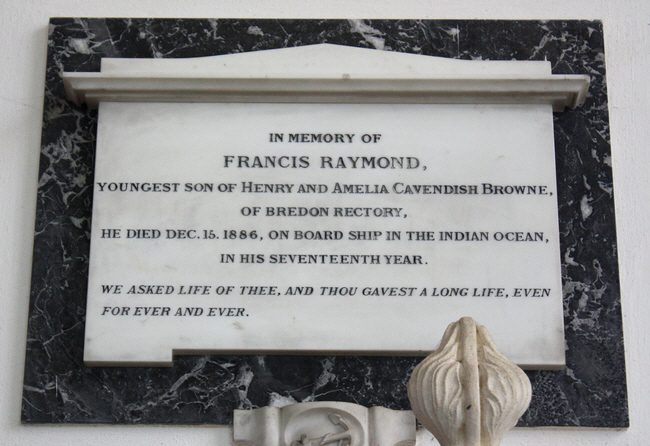 IN MEMORY OF
FRANCIS RAYMOND,
YOUNGEST SON OF HENRY AND AMELIA CAVENDISH BROWNE,
OF BREDON RECTORY,
HE DIED DEC. 15. 1886, ON BOARD SHIP IN THE INDIAN OCEAN,
IN HIS SEVENTEENTH YEAR.
WE ASKED LIFE OF THEE, AND THOU GAVEST A LONG LIFE, EVEN
FOR EVER AND EVER.